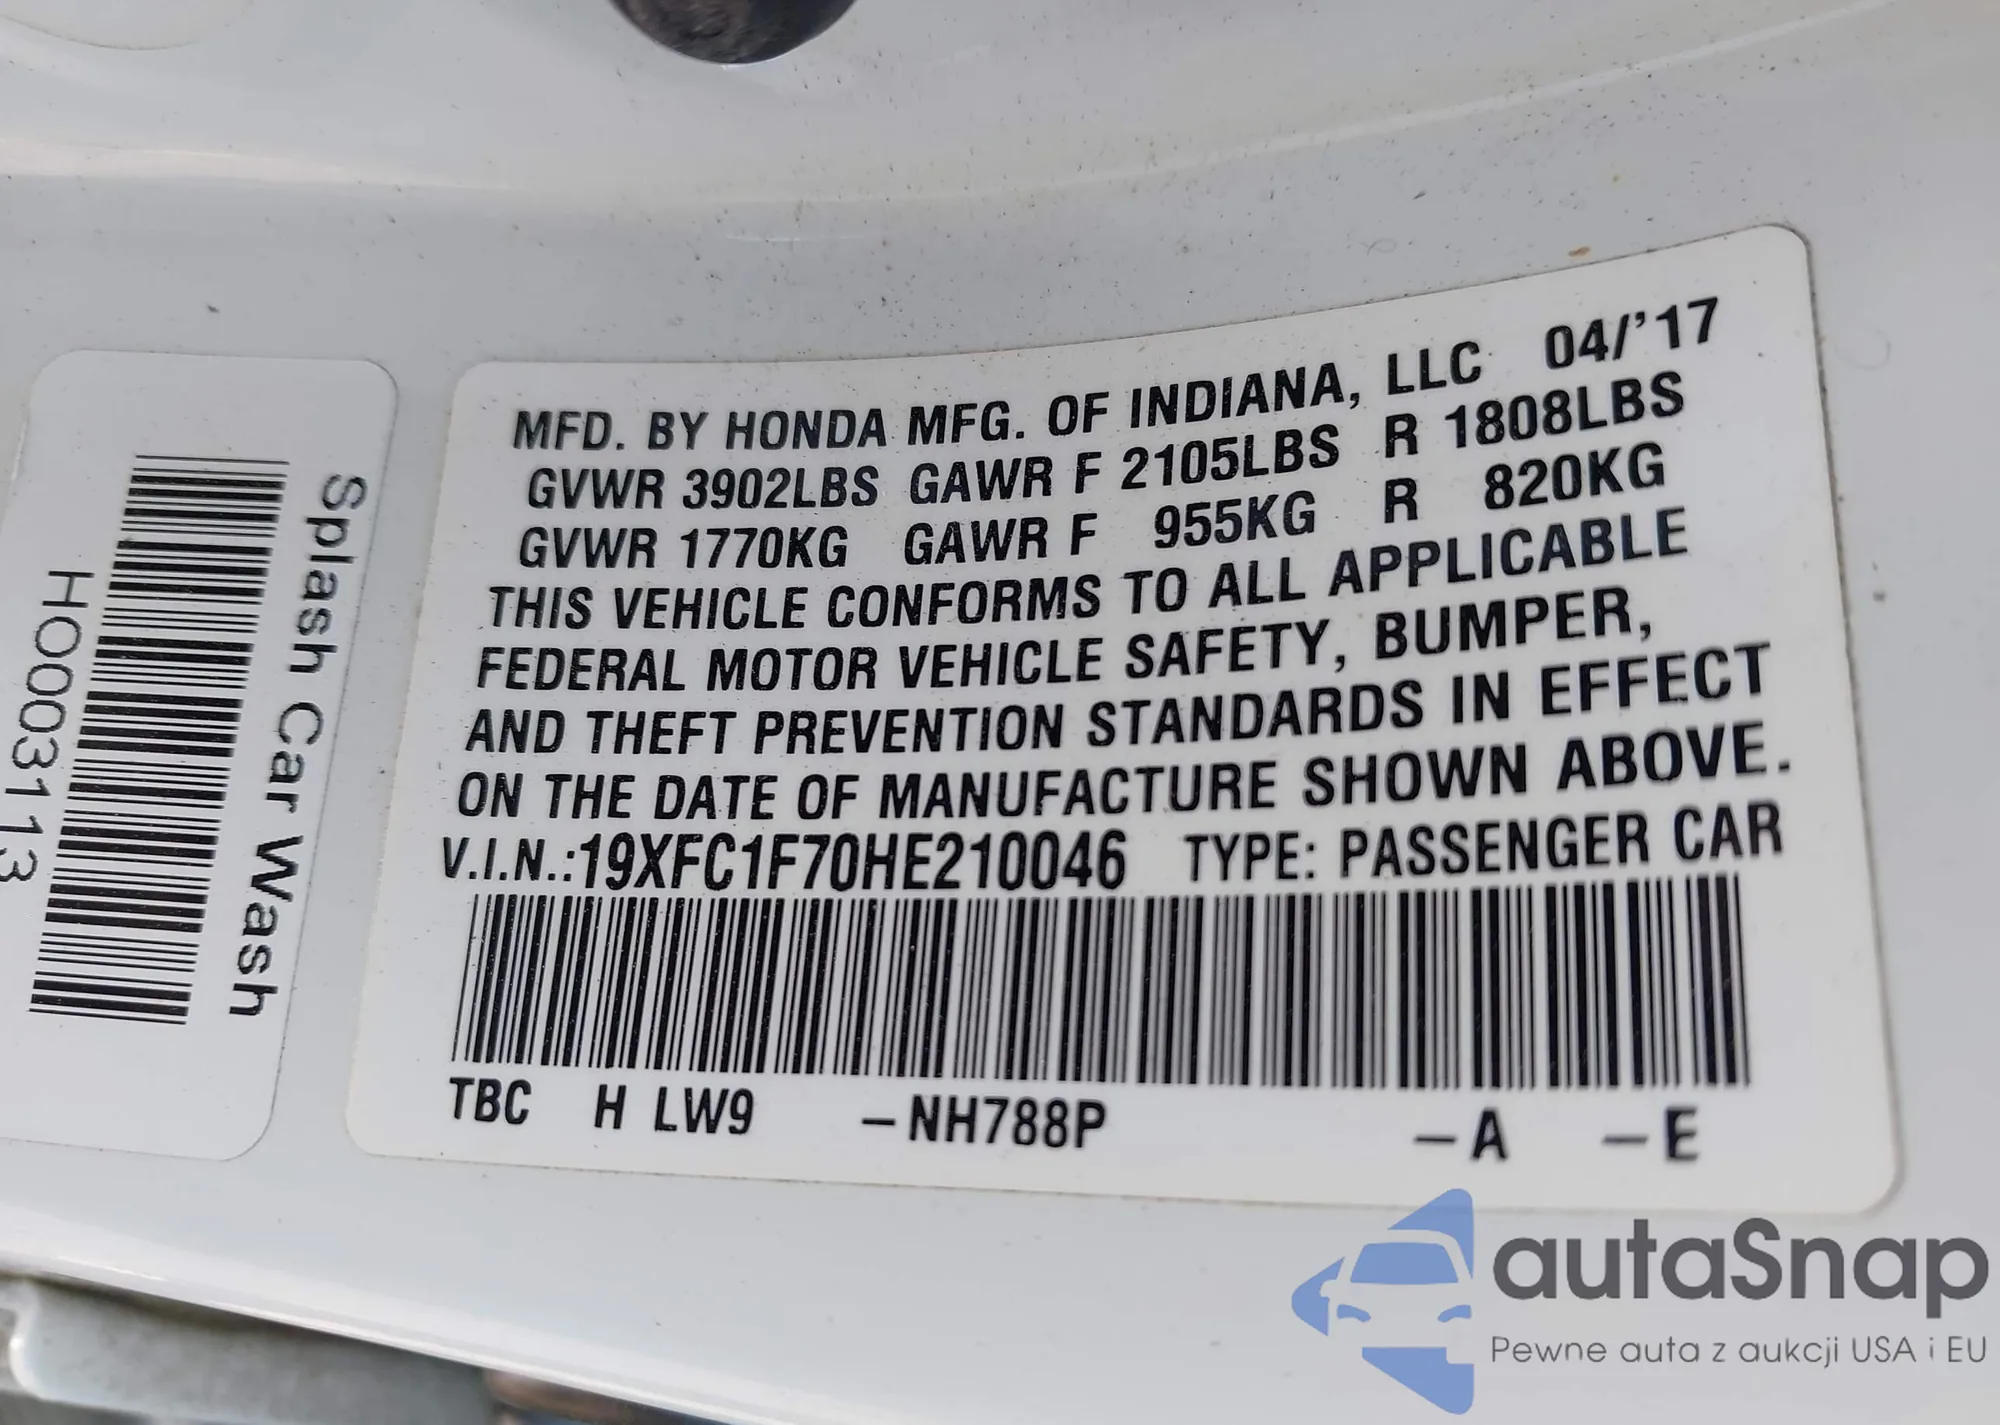 MFD. BY HONDA MFG. OF INDIANA, LLC 04/'17
GVWR 3902LBS GAWR F 2105LBS R 1808LBS
GVWR 1770KG GAWR F 955KG R 820KG
THIS VEHICLE CONFORMS TO ALL APPLICABLE
FEDERAL MOTOR VEHICLE SAFETY, BUMPER,
AND THEFT PREVENTION STANDARDS IN EFFECT
ON THE DATE OF MANUFACTURE SHOWN ABOVE.
V.I.N.:19XFC1F70HE210046 TYPE: PASSENGER CAR
TBC H LW9 –NH788P –A –E
Splash Car Wash
HO003113
autaSnap
Pewne auta z aukcji USA i EU